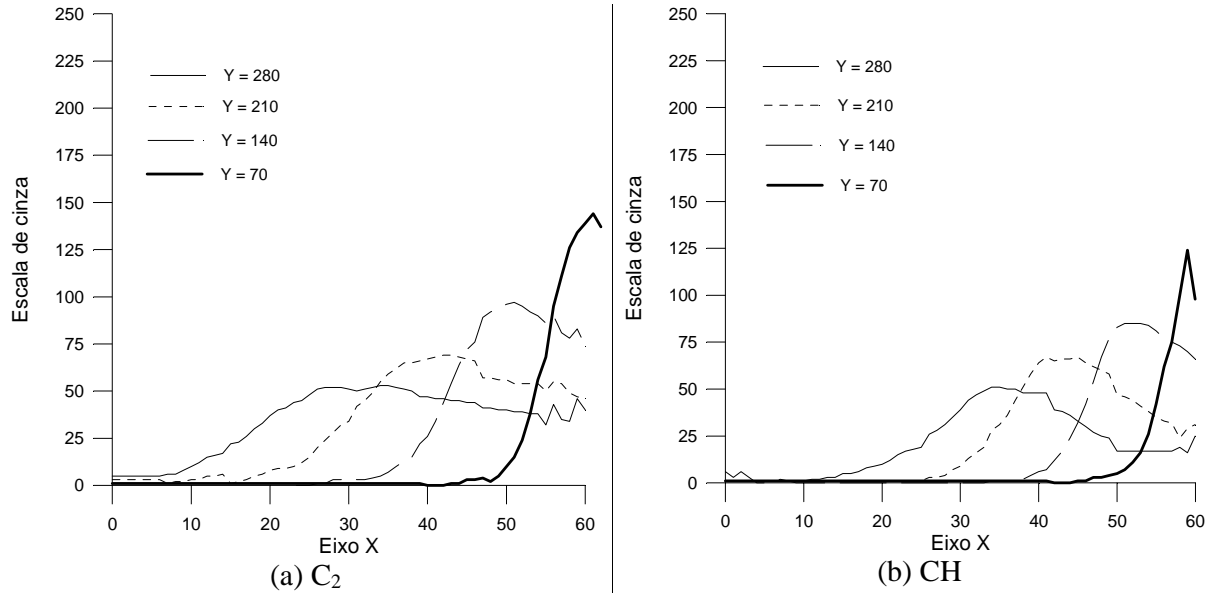 250
225
200
175
150
125
100
75
50
25
0
Escala de cinza
Y = 280
Y = 210
Y = 140
Y = 70
0 10 20 30 40 50 60
Eixo X
(a) C₂
250
225
200
175
150
125
100
75
50
25
0
Escala de cinza
Y = 280
Y = 210
Y = 140
Y = 70
0 10 20 30 40 50 60
Eixo X
(b) CH